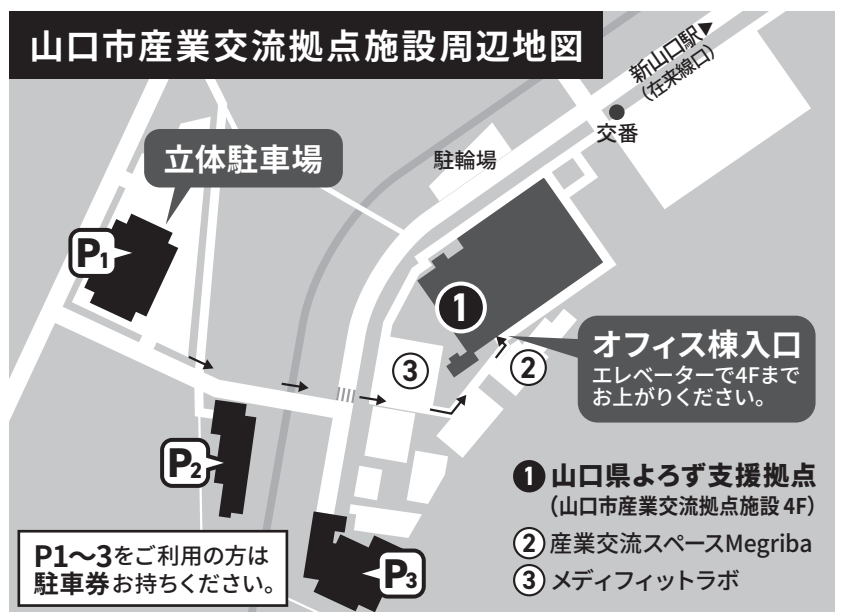 山口市産業交流拠点施設周辺地図
新山口駅▶
(在来線口)
交番
駐輪場
立体駐車場
P1
1
オフィス棟入口
エレベーターで4Fまで
お上がりください。
3
2
P2
P3
1 山口県よろず支援拠点
(山口市産業交流拠点施設 4F)
2 産業交流スペースMegriba
3 メディフィットラボ
P1〜3をご利用の方は
駐車券お持ちください。